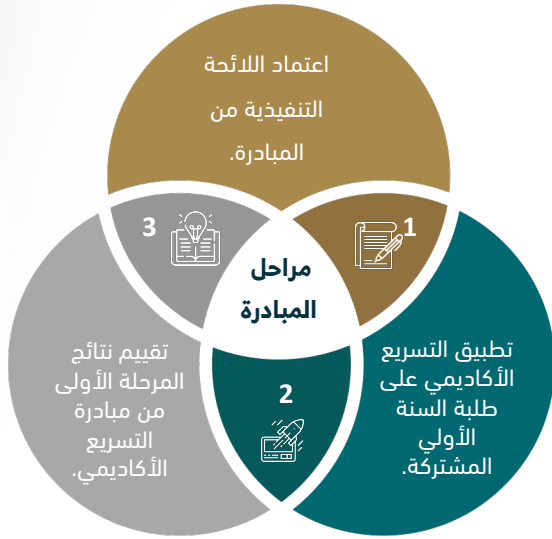 اعتماد اللائحة
التنفيذية من
المبادرة.
1
3
مراحل
المبادرة
تطبيق التسريع
الأكاديمي على
طلبة السنة
الأولي
المشتركة.
2
تقييم نتائج
المرحلة الأولى
من مبادرة
التسريع
الأكاديمي.